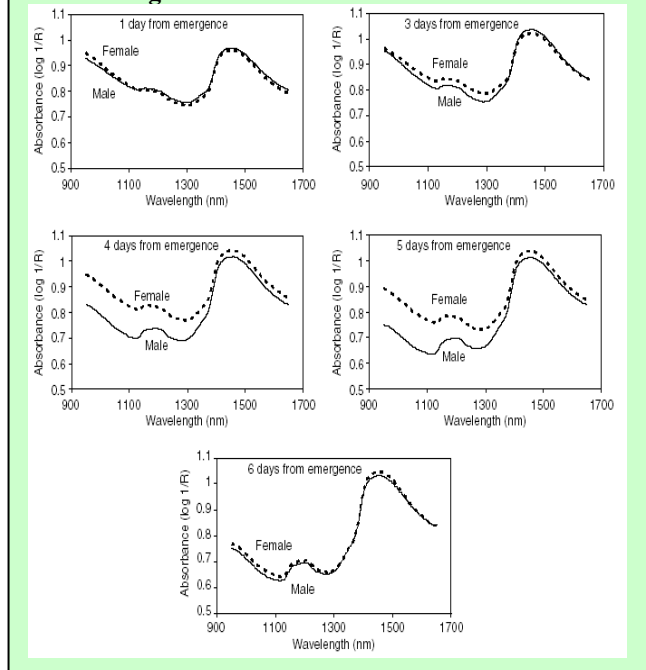 1 day from emergence
1.1
1
0.9
0.8
0.7
0.6
0.5
Absorbance (log 1/R)
Female
Male
900 1100 1300 1500 1700
Wavelength (nm)
3 days from emergence
1.1
1
0.9
0.8
0.7
0.6
0.5
Absorbance (log 1/R)
Female
Male
900 1100 1300 1500 1700
Wavelength (nm)
4 days from emergence
1.1
1
0.9
0.8
0.7
0.6
0.5
Absorbance (log 1/R)
Female
Male
900 1100 1300 1500 1700
Wavelength (nm)
5 days from emergence
1.1
1
0.9
0.8
0.7
0.6
0.5
Absorbance (log 1/R)
Female
Male
900 1100 1300 1500 1700
Wavelength (nm)
6 days from emergence
1.1
1
0.9
0.8
0.7
0.6
0.5
Absorbance (log 1/R)
Female
Male
900 1100 1300 1500 1700
Wavelength (nm)